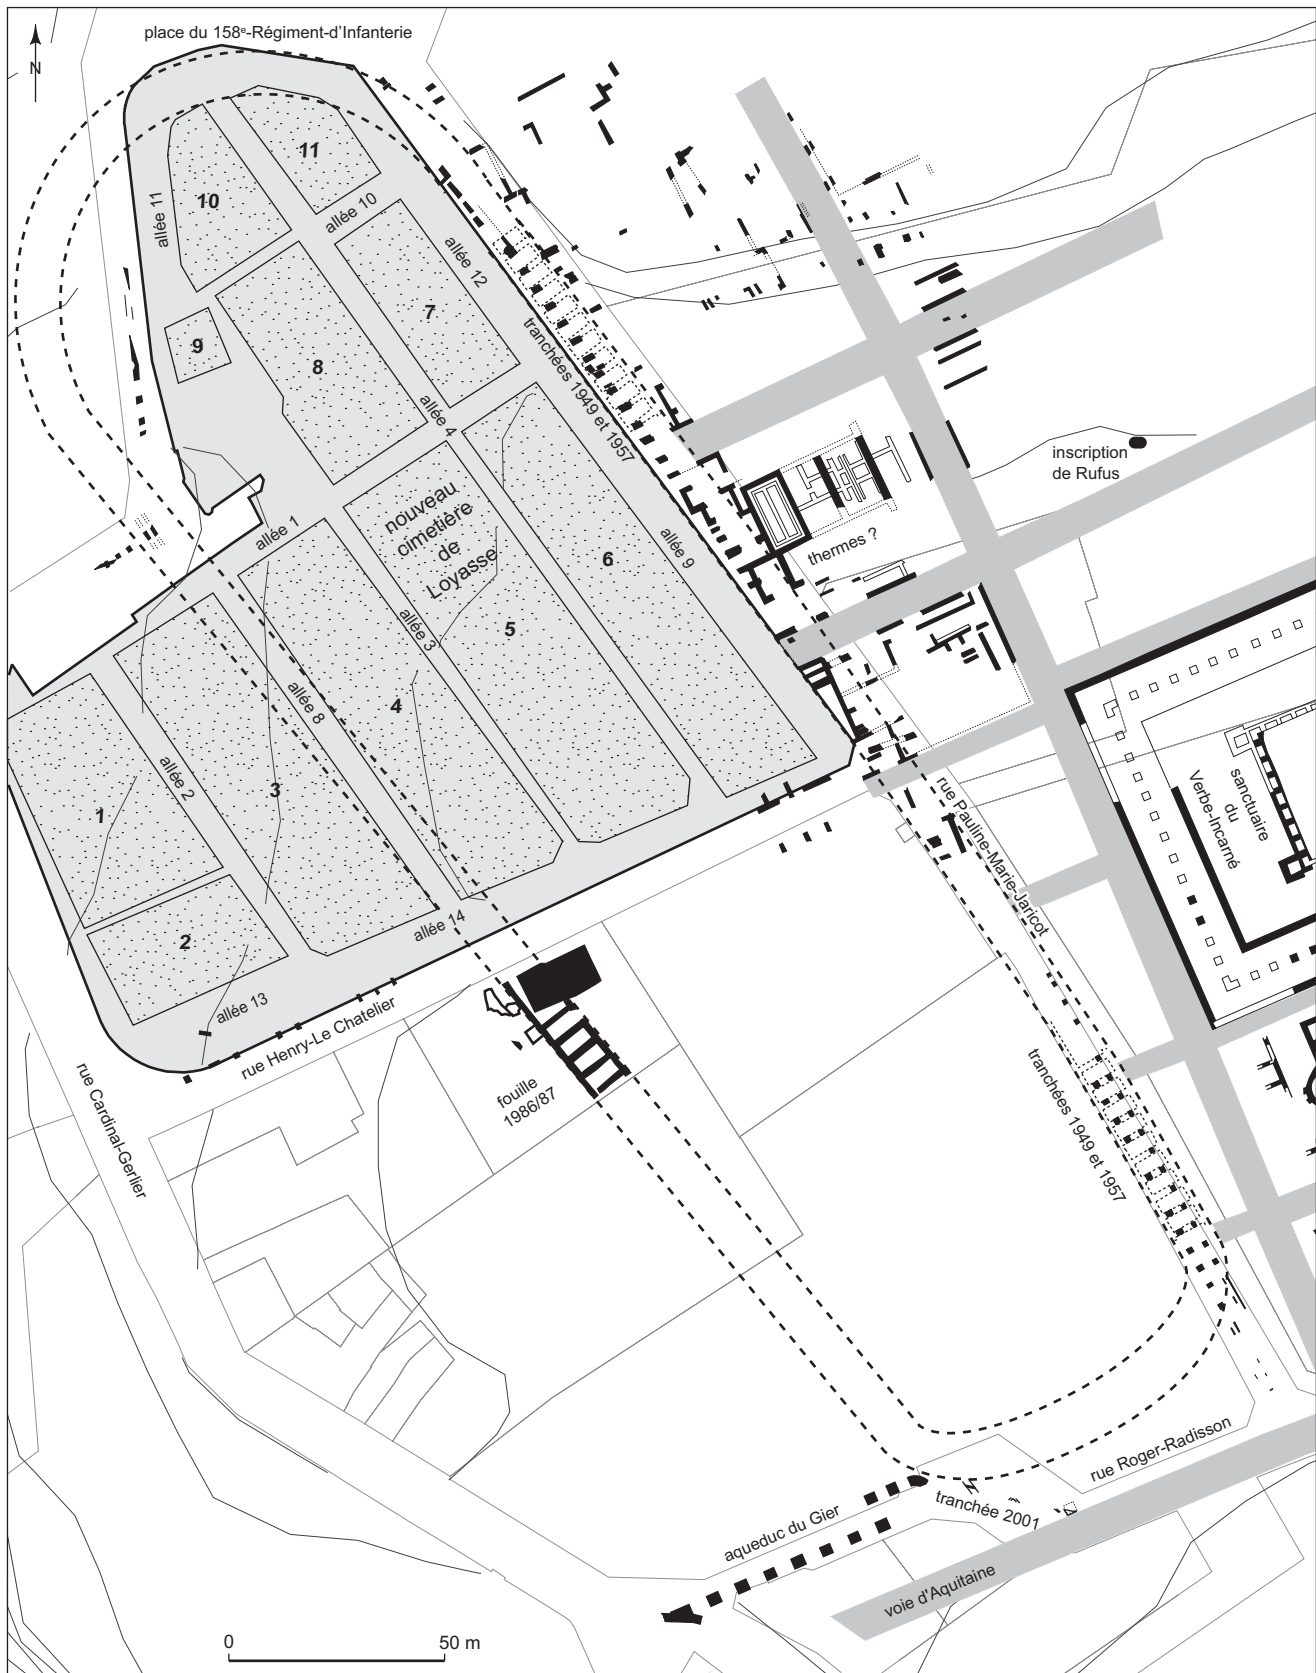 place du 158e-Régiment-d'Infanterie
N
11
10
allée 11
allée 10
allée 12
7
9
8
tranchées 1949 et 1957
allée 4
inscription
de Rufus
nouveau
cimetière
de
Loyasse
allée 1
6
allée 9
thermes ?
5
allée 3
4
allée 8
allée 2
3
1
sanctuaire
du
Verbe-Incarné
rue Pauline-Marie-Jaricot
2
allée 14
allée 13
rue Henry-Le Chatelier
rue Cardinal-Gerlier
fouille
1986/87
tranchées 1949 et 1957
rue Roger-Radisson
tranchée 2001
aqueduc du Gier
voie d'Aquitaine
0
50 m